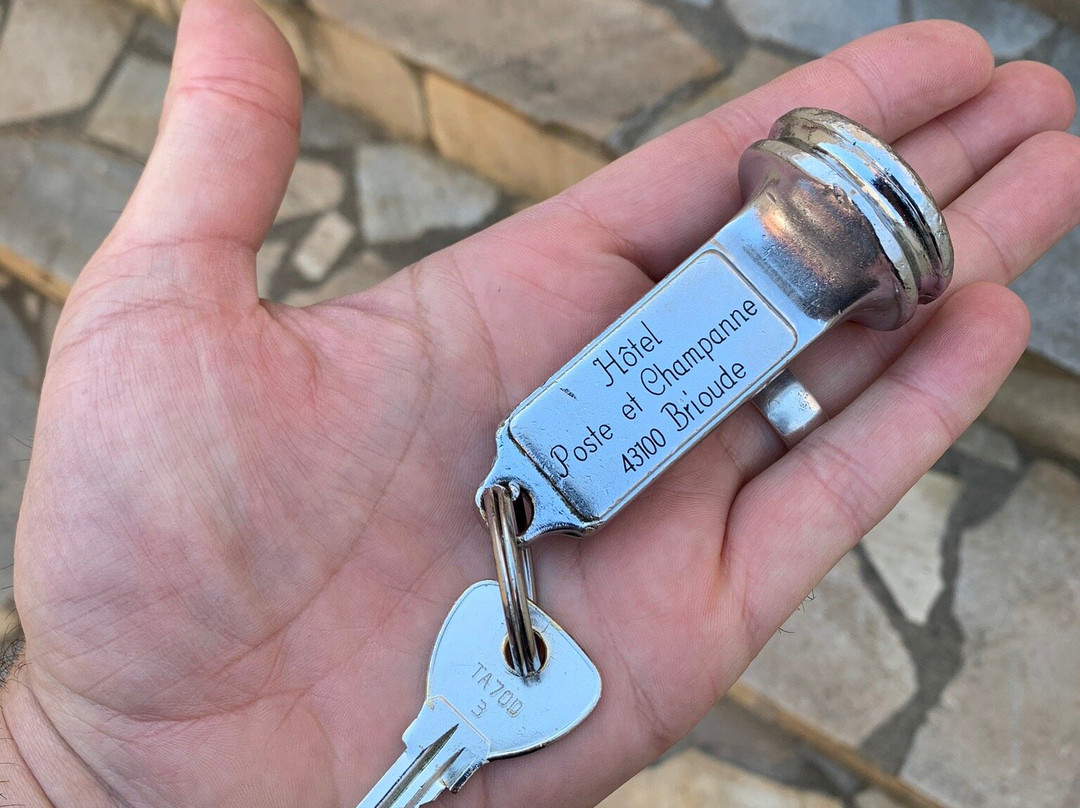 Hôtel
Poste et Champanne
43100 Brioude
TA70D
3